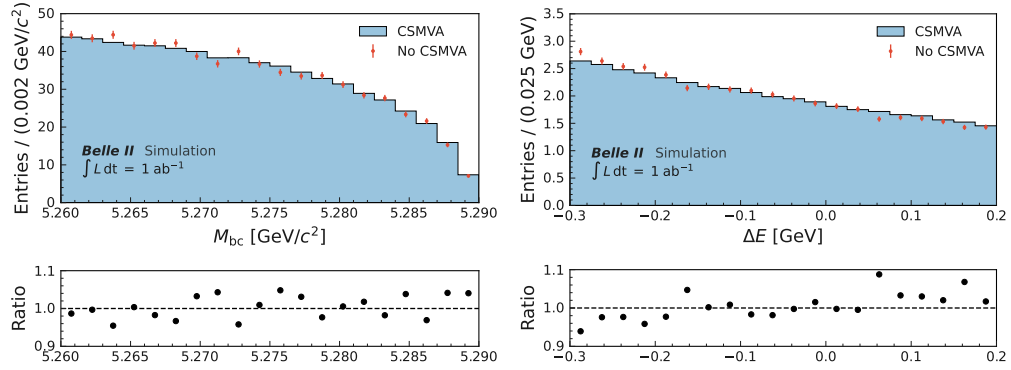 Entries / (0.002 GeV/c²)
50
40
30
20
10
0
CSMVA
No CSMVA
Belle II Simulation
∫ L dt = 1 ab⁻¹
5.260 5.265 5.270 5.275 5.280 5.285 5.290
M_bc [GeV/c²]
Entries / (0.025 GeV)
3.5
3.0
2.5
2.0
1.5
1.0
0.5
0.0
CSMVA
No CSMVA
Belle II Simulation
∫ L dt = 1 ab⁻¹
−0.3 −0.2 −0.1 0.0 0.1 0.2
ΔE [GeV]
Ratio
1.1
1.0
0.9
5.260 5.265 5.270 5.275 5.280 5.285 5.290
Ratio
1.1
1.0
0.9
−0.3 −0.2 −0.1 0.0 0.1 0.2